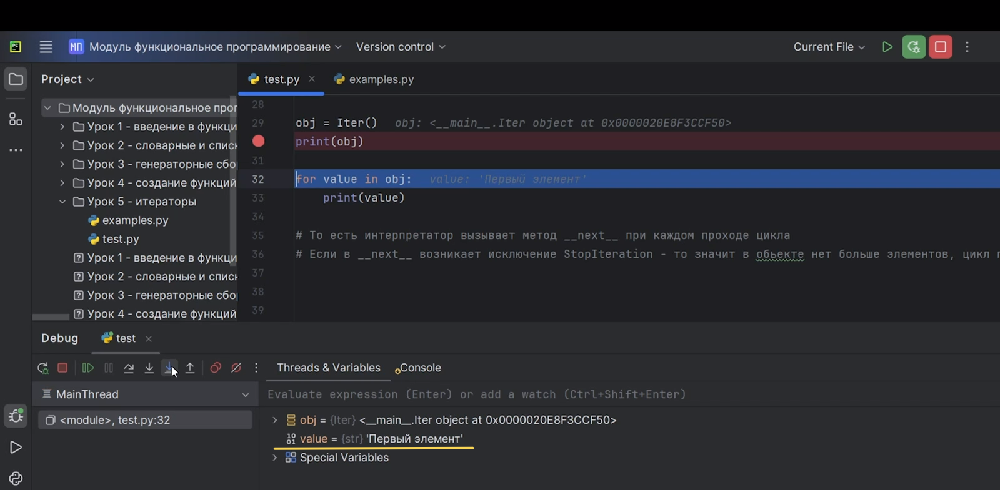 PC МП Модуль функциональное программирование Version control Current File
Project
test.py examples.py
Модуль функциональное прог
Урок 1 - введение в функци
Урок 2 - словарные и списк
Урок 3 - генераторные сбо
Урок 4 - создание функций
Урок 5 - итераторы
examples.py
test.py
Урок 1 - введение в функци
Урок 2 - словарные и списк
Урок 3 - генераторные сбо
Урок 4 - создание функций
28
29 obj = Iter() obj: <__main__.Iter object at 0x0000020E8F3CCF50>
print(obj)
31
32 for value in obj: value: 'Первый элемент'
33 print(value)
34
35 # То есть интерпретатор вызывает метод __next__ при каждом проходе цикла
36 # Если в __next__ возникает исключение StopIteration - то значит в обьекте нет больше элементов, цикл
37
38
39
Debug test
Threads & Variables Console
MainThread
Evaluate expression (Enter) or add a watch (Ctrl+Shift+Enter)
<module>, test.py:32
obj = {Iter} <__main__.Iter object at 0x0000020E8F3CCF50>
value = {str} 'Первый элемент'
Special Variables